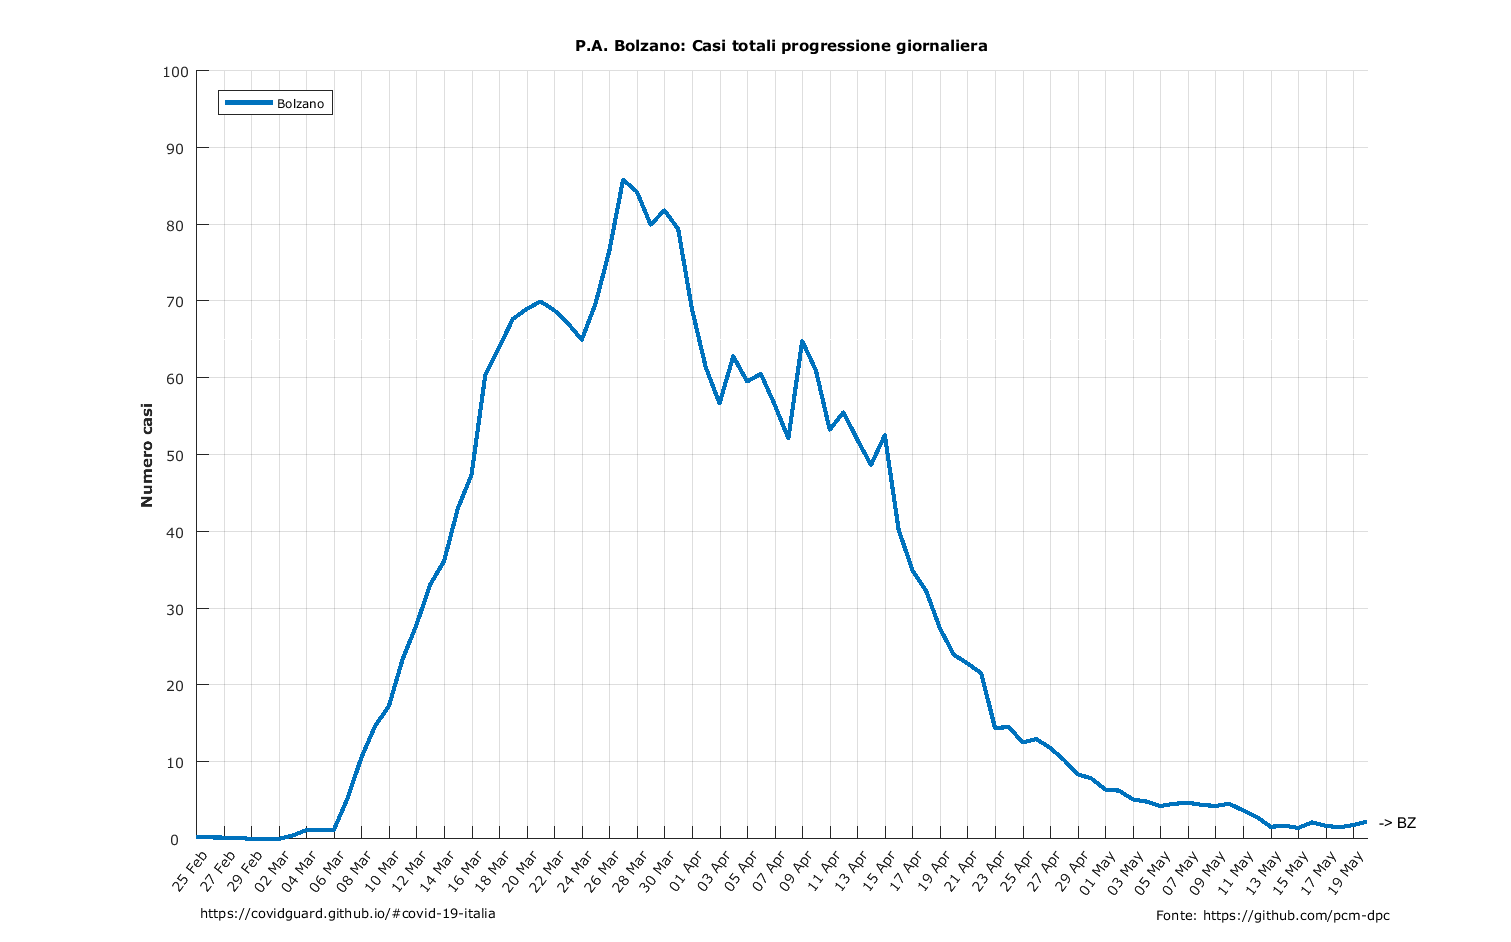 P.A. Bolzano: Casi totali progressione giornaliera
Bolzano
Numero casi
100
90
80
70
60
50
40
30
20
10
0
25 Feb
27 Feb
29 Feb
02 Mar
04 Mar
06 Mar
08 Mar
10 Mar
12 Mar
14 Mar
16 Mar
18 Mar
20 Mar
22 Mar
24 Mar
26 Mar
28 Mar
30 Mar
01 Apr
03 Apr
05 Apr
07 Apr
09 Apr
11 Apr
13 Apr
15 Apr
17 Apr
19 Apr
21 Apr
23 Apr
25 Apr
27 Apr
29 Apr
01 May
03 May
05 May
07 May
09 May
11 May
13 May
15 May
17 May
19 May
-> BZ
https://covidguard.github.io/#covid-19-italia
Fonte: https://github.com/pcm-dpc